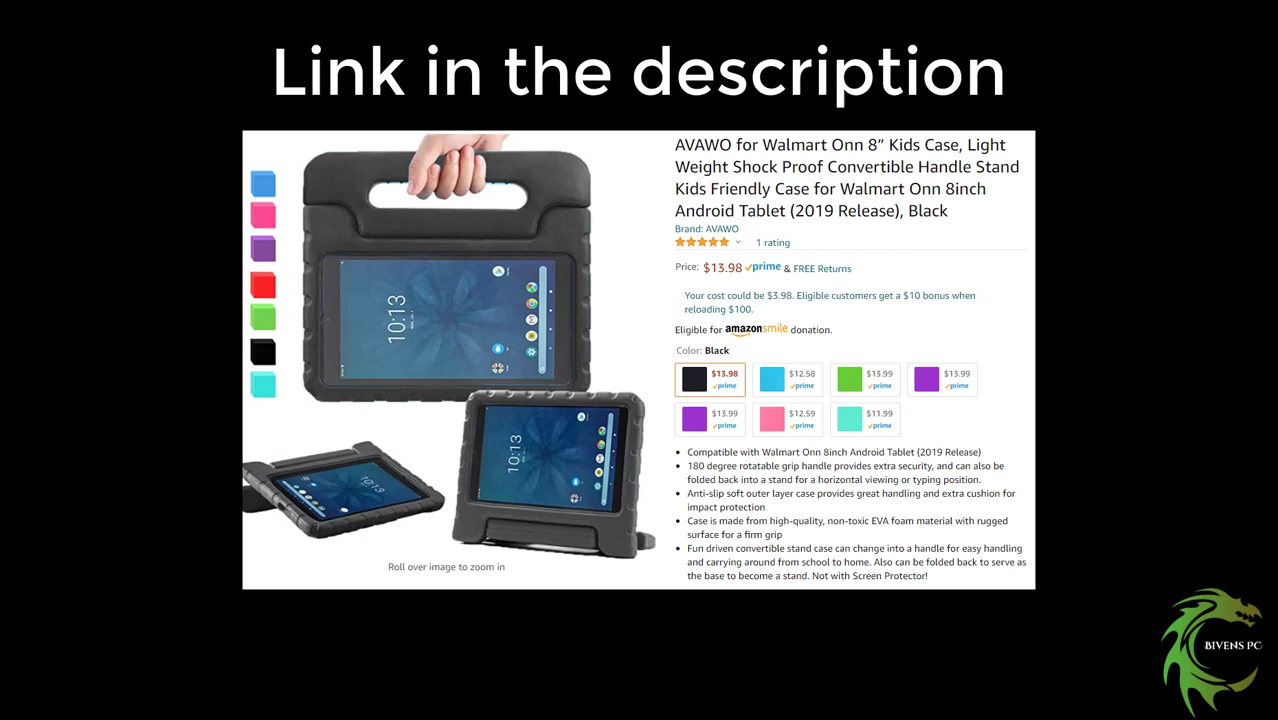 Link in the description
AVAWO for Walmart Onn 8” Kids Case, Light
Weight Shock Proof Convertible Handle Stand
Kids Friendly Case for Walmart Onn 8inch
Android Tablet (2019 Release), Black
Brand: AVAWO
1 rating
Price: $13.98 prime & FREE Returns
Your cost could be $3.98. Eligible customers get a $10 bonus when
reloading $100.
Eligible for amazonsmile donation.
Color: Black
$13.98 $12.58 $13.99 $13.99
prime prime prime prime
$13.99 $12.59 $11.99
prime prime prime
• Compatible with Walmart Onn 8inch Android Tablet (2019 Release)
• 180 degree rotatable grip handle provides extra security, and can also be
folded back into a stand for a horizontal viewing or typing position.
• Anti-slip soft outer layer case provides great handling and extra cushion for
impact protection
• Case is made from high-quality, non-toxic EVA foam material with rugged
surface for a firm grip
• Fun driven convertible stand case can change into a handle for easy handling
and carrying around from school to home. Also can be folded back to serve as
the base to become a stand. Not with Screen Protector!
10:13
10:13
10:13
Roll over image to zoom in
BIVENS PC